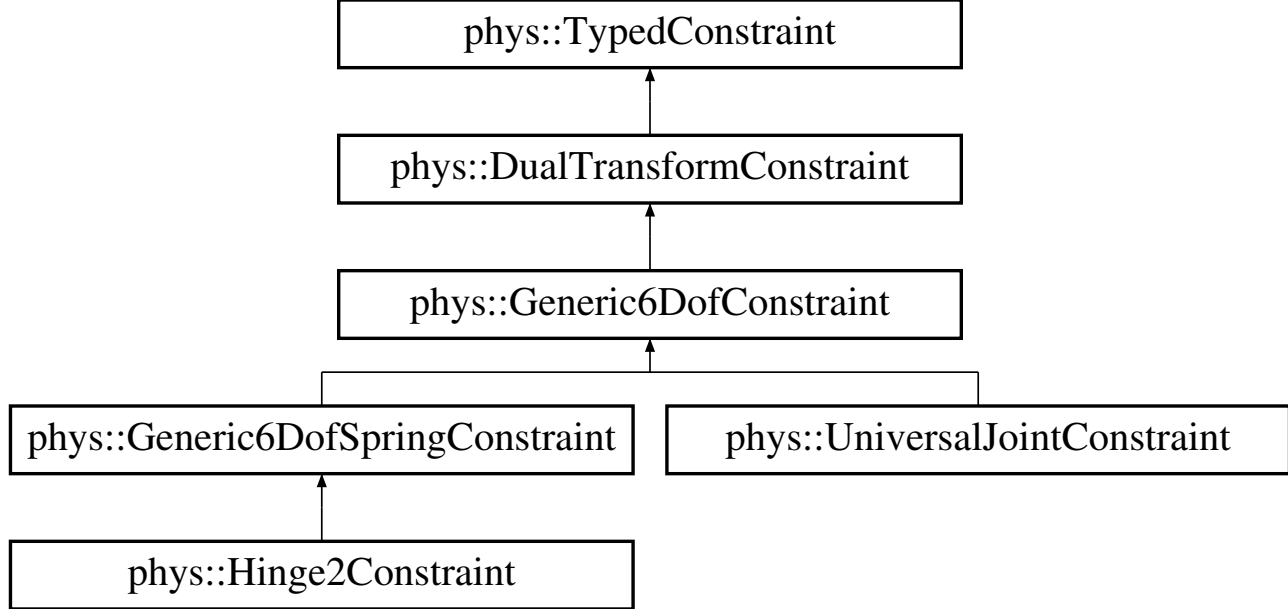 phys::TypedConstraint
phys::DualTransformConstraint
phys::Generic6DofConstraint
phys::Generic6DofSpringConstraint
phys::UniversalJointConstraint
phys::Hinge2Constraint